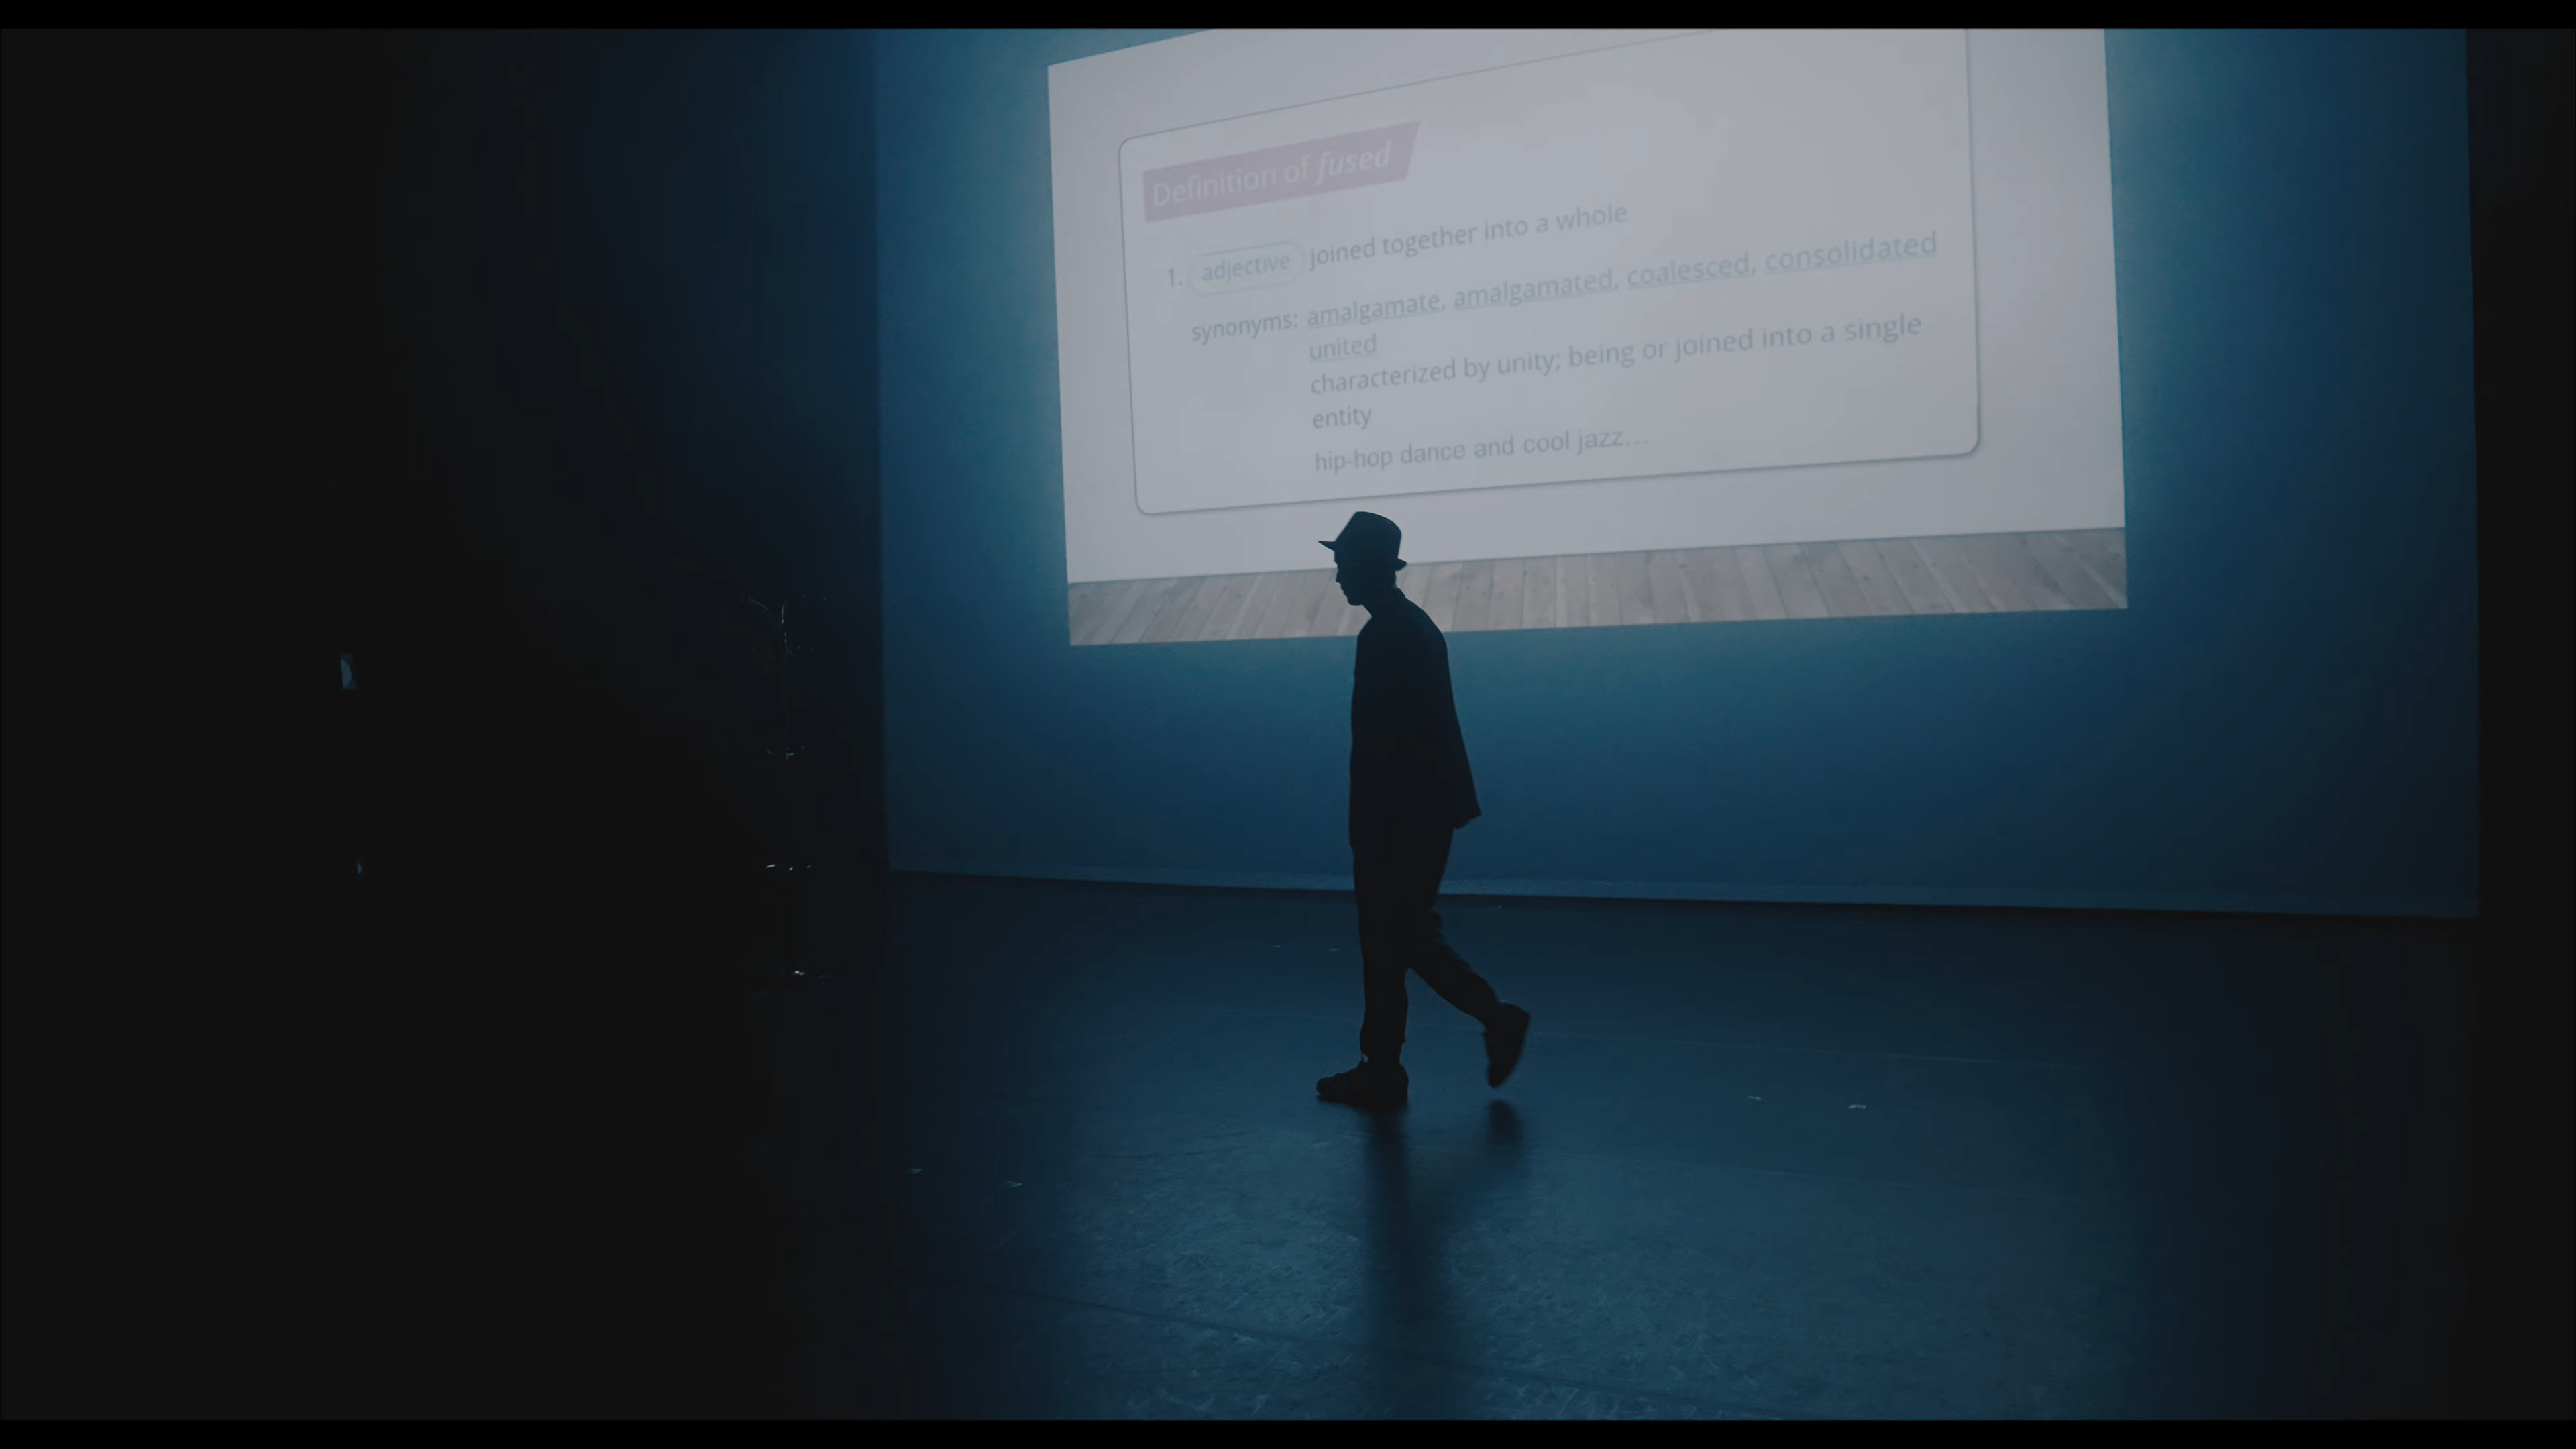 Definition of fused
1. adjective joined together into a whole
synonyms: amalgamate, amalgamated, coalesced, consolidated
united
characterized by unity; being or joined into a single
entity
hip-hop dance and cool jazz...